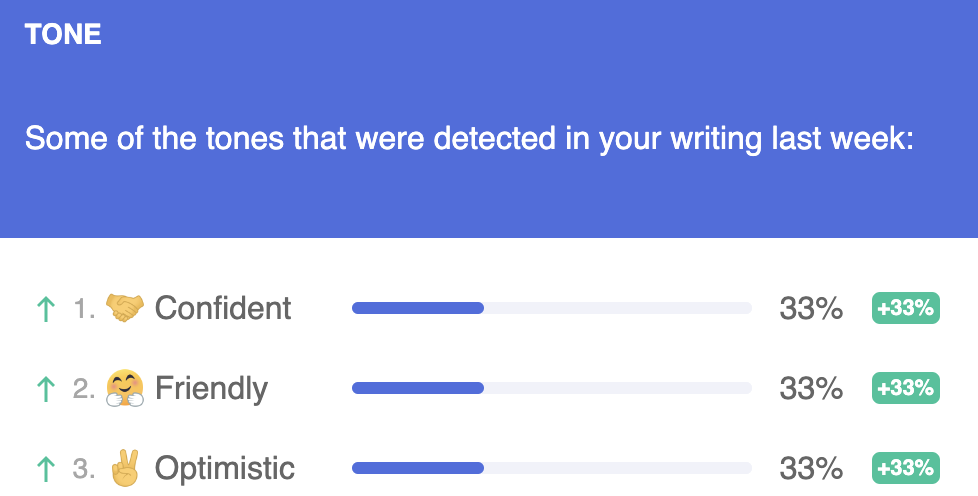 TONE
Some of the tones that were detected in your writing last week:
↑ 1. 🤝 Confident 33% +33%
↑ 2. 🤗 Friendly 33% +33%
↑ 3. ✌️ Optimistic 33% +33%